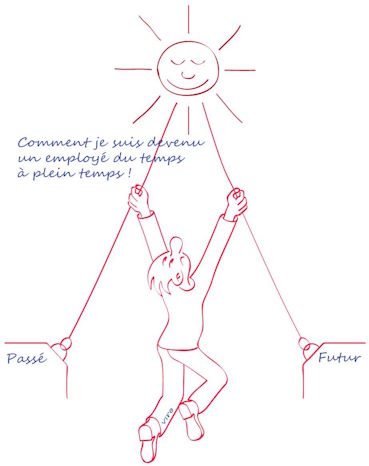 Comment je suis devenu
un employé du temps
à plein temps !
Passé
Futur